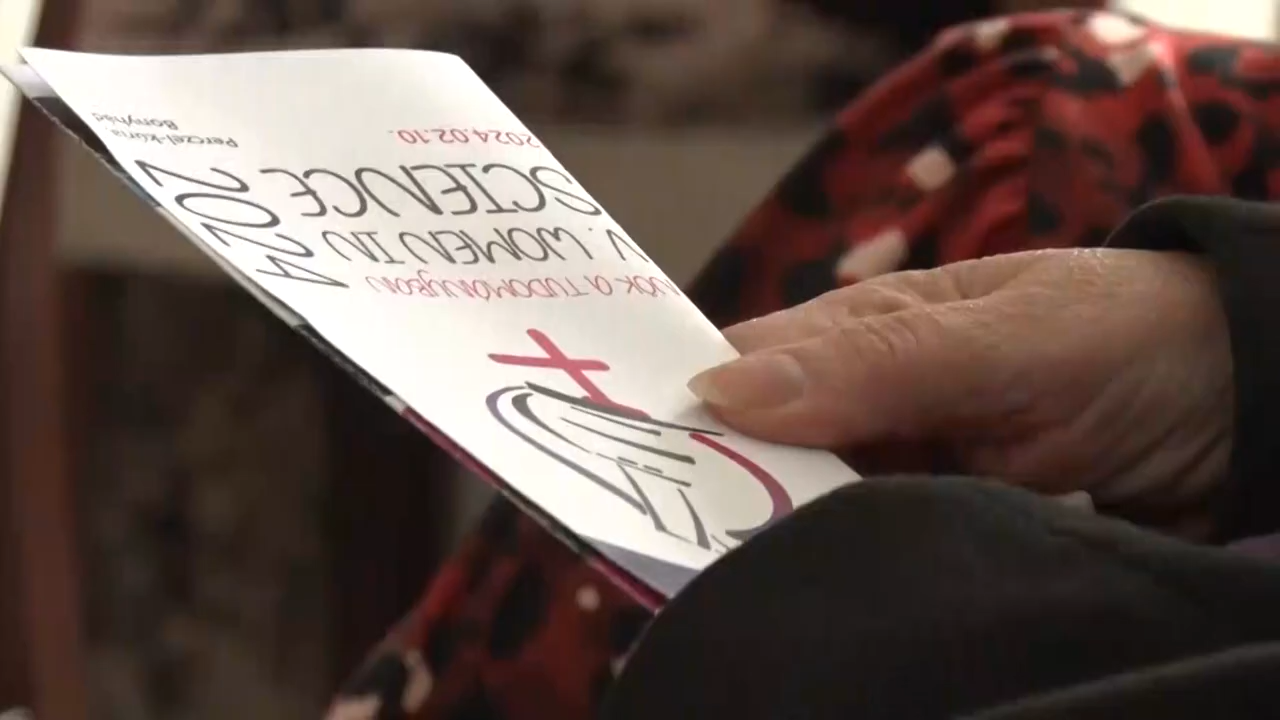 NŐK A TUDOMÁNYBAN
V. WOMEN IN
SCIENCE
2024
2024.02.10.
Perczel-kúria,
Bonyhád